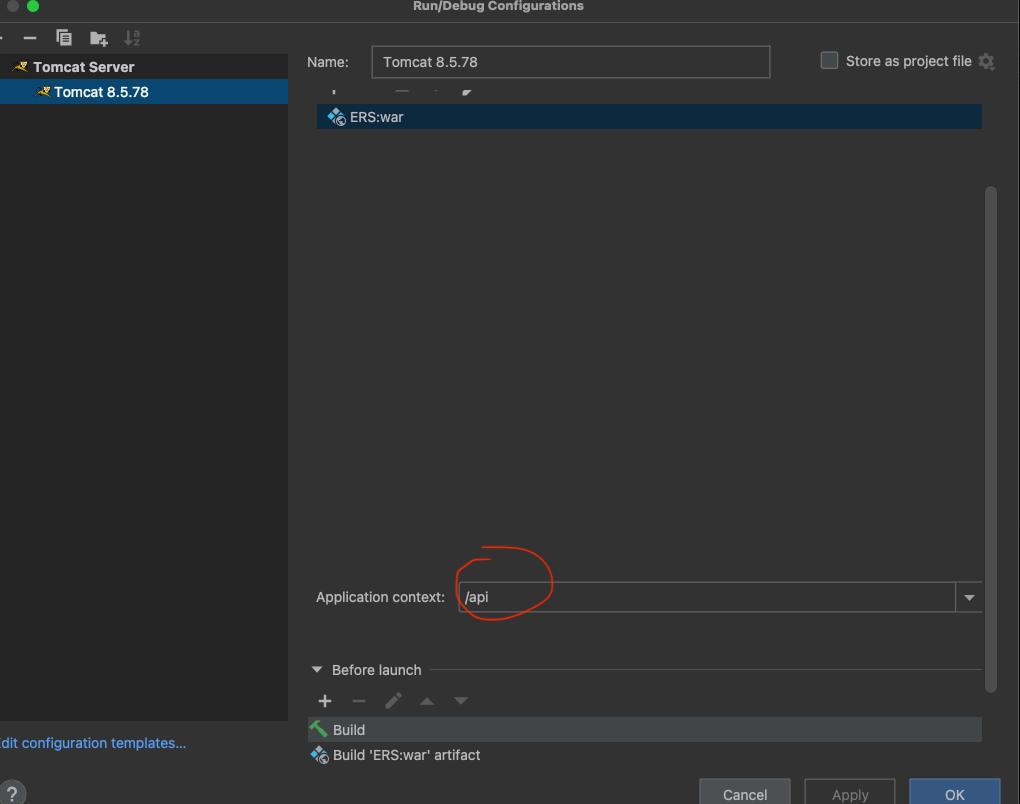 Run/Debug Configurations
Name: Tomcat 8.5.78 Store as project file
Tomcat Server
Tomcat 8.5.78
ERS:war
Application context: /api
Before launch
Build
Build 'ERS:war' artifact
dit configuration templates...
?
Cancel Apply OK